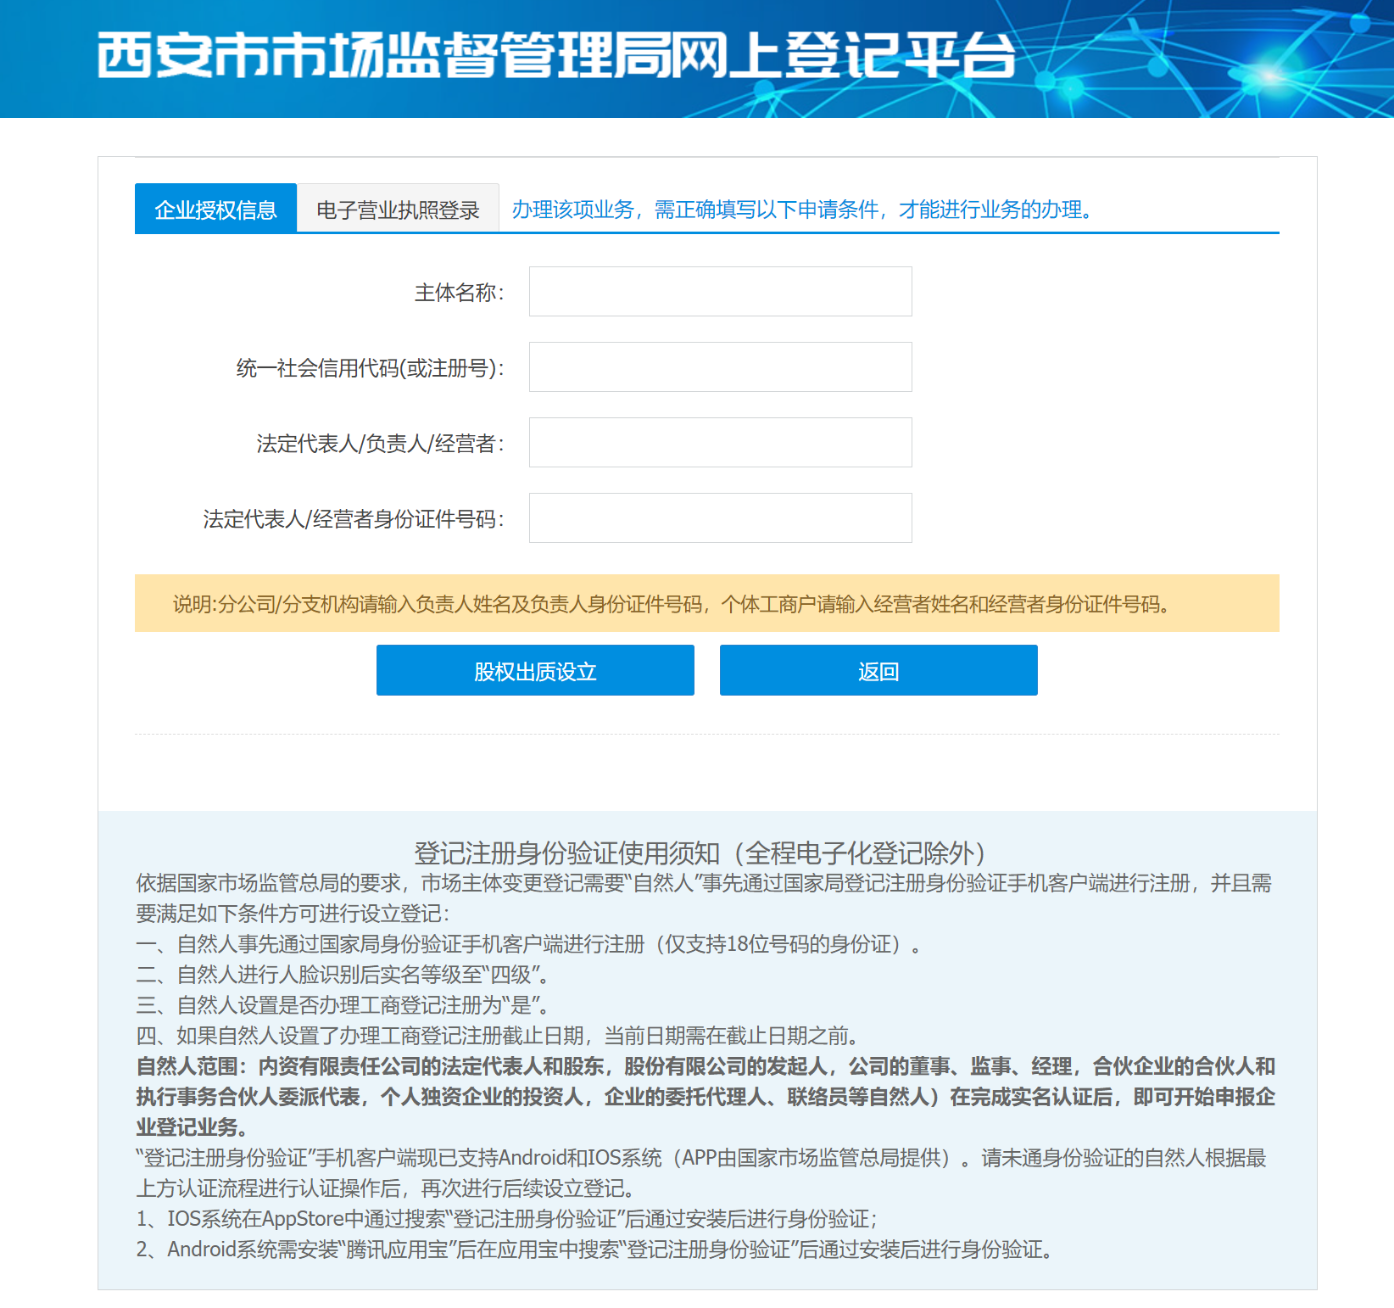 西安市市场监督管理局网上登记平台
企业授权信息 电子营业执照登录 办理该项业务，需正确填写以下申请条件，才能进行业务的办理。
主体名称：
统一社会信用代码(或注册号)：
法定代表人/负责人/经营者：
法定代表人/经营者身份证件号码：
说明:分公司/分支机构请输入负责人姓名及负责人身份证件号码，个体工商户请输入经营者姓名和经营者身份证件号码。
股权出质设立 返回
登记注册身份验证使用须知（全程电子化登记除外）
依据国家市场监管总局的要求，市场主体变更登记需要“自然人”事先通过国家局登记注册身份验证手机客户端进行注册，并且需
要满足如下条件方可进行设立登记：
一、自然人事先通过国家局身份验证手机客户端进行注册（仅支持18位号码的身份证）。
二、自然人进行人脸识别后实名等级至“四级”。
三、自然人设置是否办理工商登记注册为“是”。
四、如果自然人设置了办理工商登记注册截止日期，当前日期需在截止日期之前。
自然人范围：内资有限责任公司的法定代表人和股东，股份有限公司的发起人，公司的董事、监事、经理，合伙企业的合伙人和
执行事务合伙人委派代表，个人独资企业的投资人，企业的委托代理人、联络员等自然人）在完成实名认证后，即可开始申报企
业登记业务。
“登记注册身份验证”手机客户端现已支持Android和IOS系统（APP由国家市场监管总局提供）。请未通身份验证的自然人根据最
上方认证流程进行认证操作后，再次进行后续设立登记。
1、IOS系统在AppStore中通过搜索“登记注册身份验证”后通过安装后进行身份验证；
2、Android系统需安装“腾讯应用宝”后在应用宝中搜索“登记注册身份验证”后通过安装后进行身份验证。